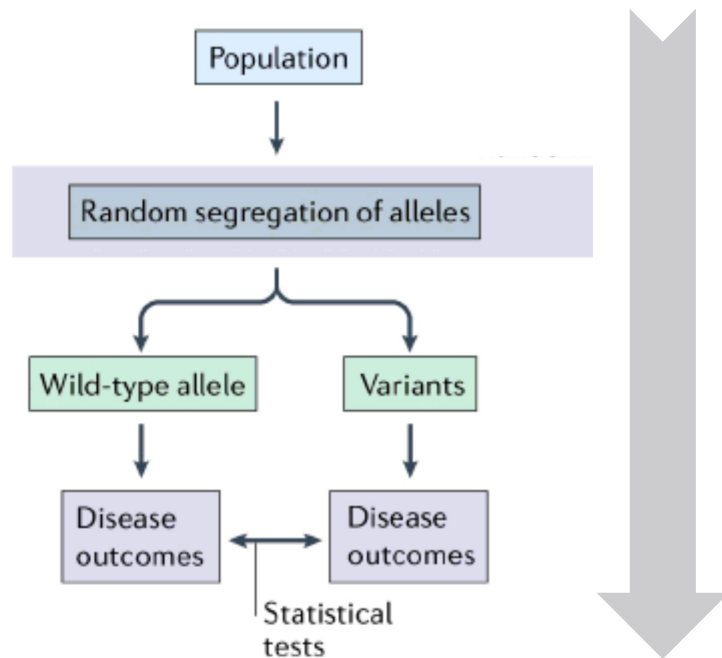 Population
Random segregation of alleles
Wild-type allele
Variants
Disease
outcomes
Disease
outcomes
Statistical
tests